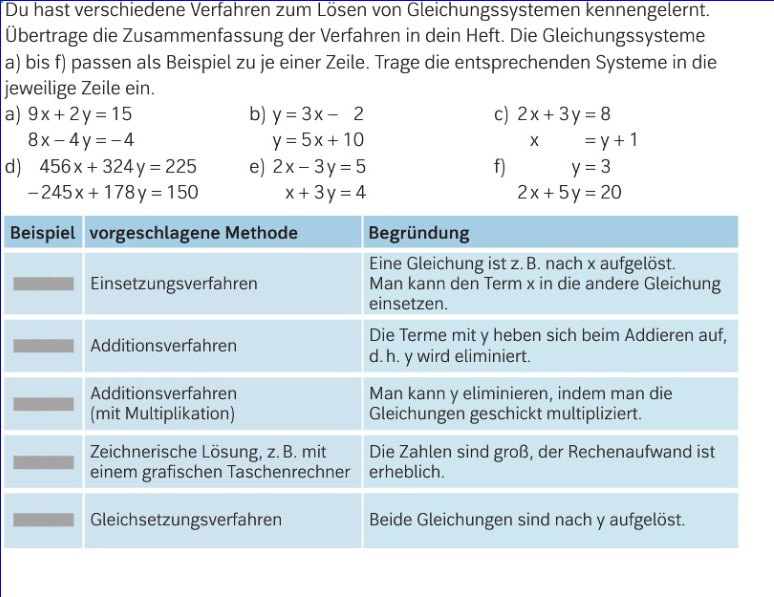 Du hast verschiedene Verfahren zum Lösen von Gleichungssystemen kennengelernt.
Übertrage die Zusammenfassung der Verfahren in dein Heft. Die Gleichungssysteme
a) bis f) passen als Beispiel zu je einer Zeile. Trage die entsprechenden Systeme in die
jeweilige Zeile ein.
a) 9x + 2y = 15 b) y = 3x – 2 c) 2x + 3y = 8
8x – 4y = –4 y = 5x + 10 x = y + 1
d) 456x + 324y = 225 e) 2x – 3y = 5 f) y = 3
–245x + 178y = 150 x + 3y = 4 2x + 5y = 20
Beispiel vorgeschlagene Methode Begründung
Eine Gleichung ist z. B. nach x aufgelöst.
Einsetzungsverfahren Man kann den Term x in die andere Gleichung
einsetzen.
Additionsverfahren Die Terme mit y heben sich beim Addieren auf,
d. h. y wird eliminiert.
Additionsverfahren Man kann y eliminieren, indem man die
(mit Multiplikation) Gleichungen geschickt multipliziert.
Zeichnerische Lösung, z. B. mit Die Zahlen sind groß, der Rechenaufwand ist
einem grafischen Taschenrechner erheblich.
Gleichsetzungsverfahren Beide Gleichungen sind nach y aufgelöst.